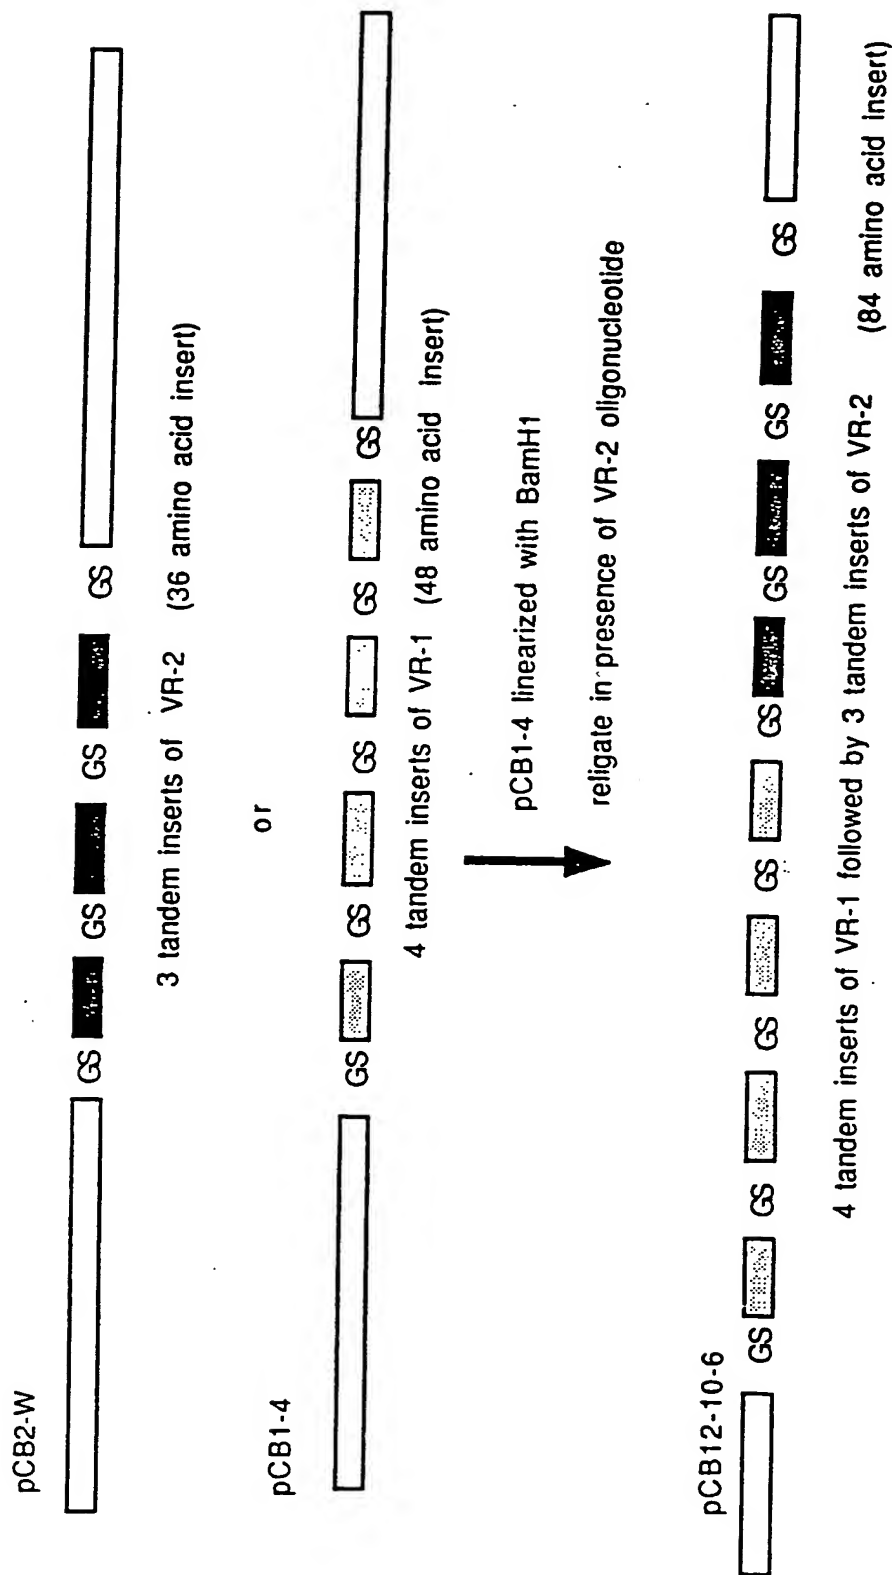 pCB2-W
GS GS GS GS
3 tandem inserts of VR-2 (36 amino acid insert)
or
pCB1-4
GS GS GS GS GS
4 tandem inserts of VR-1 (48 amino acid insert)
pCB1-4 linearized with BamH1
religate in presence of VR-2 oligonucleotide
pCB12-10-6
GS GS GS GS GS GS GS GS
4 tandem inserts of VR-1 followed by 3 tandem inserts of VR-2 (84 amino acid insert)